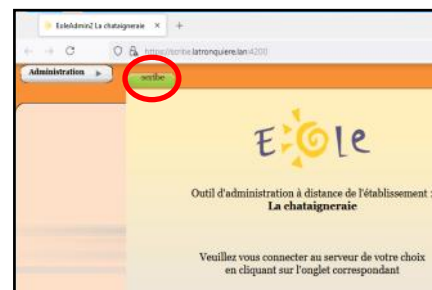 EoleAdmin2 La chataigneraie
https://scribe.latronquiere.lan:4200
Administration
scribe
EOle
Outil d'administration à distance de l'établissement :
La chataigneraie
Veuillez vous connecter au serveur de votre choix
en cliquant sur l'onglet correspondant